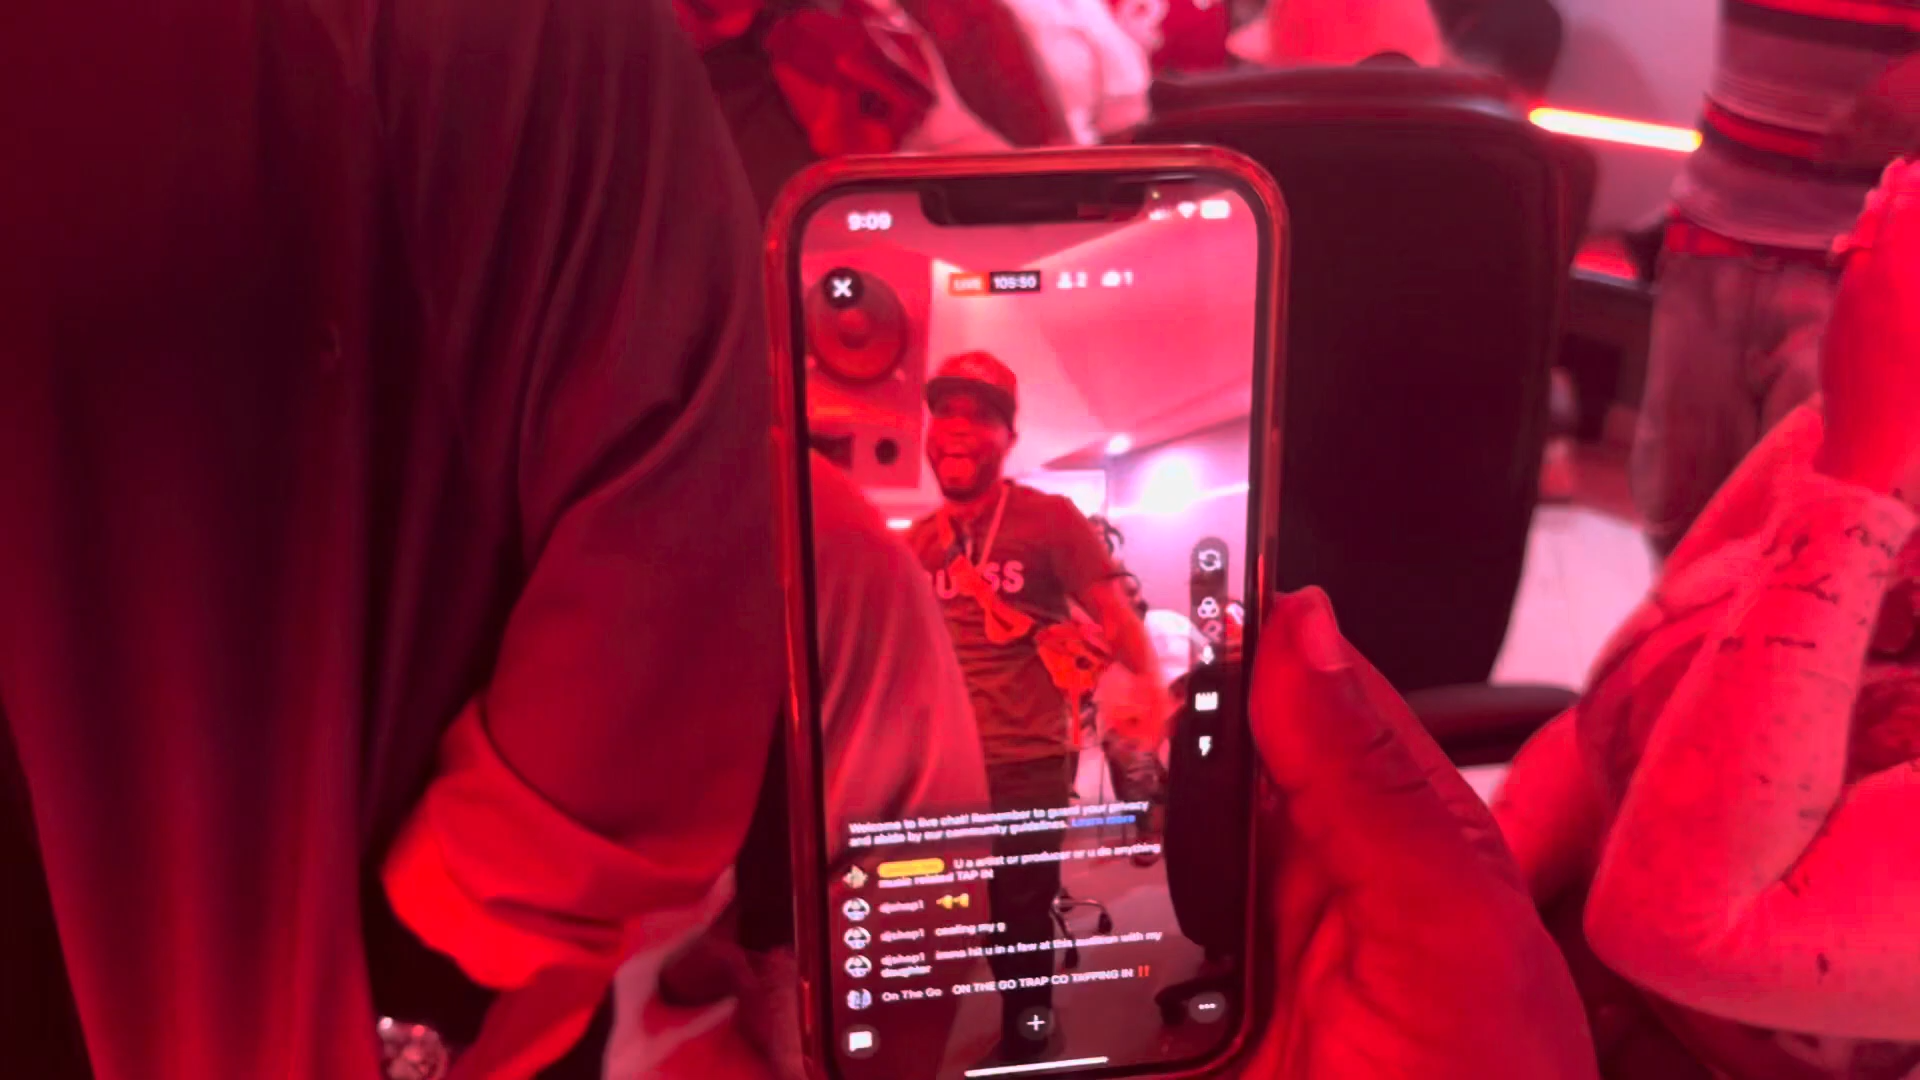 9:09
LIVE 105:50 2 1
Welcome to live chat! Remember to guard your privacy
and abide by our community guidelines. Learn more
U a artist or producer or u do anything
music related TAP IN
djshop1
djshop1 cooling my g
djshop1 imma hit u in a few at this audition with my
daughter
On The Go ON THE GO TRAP CO TAPPING IN ‼️